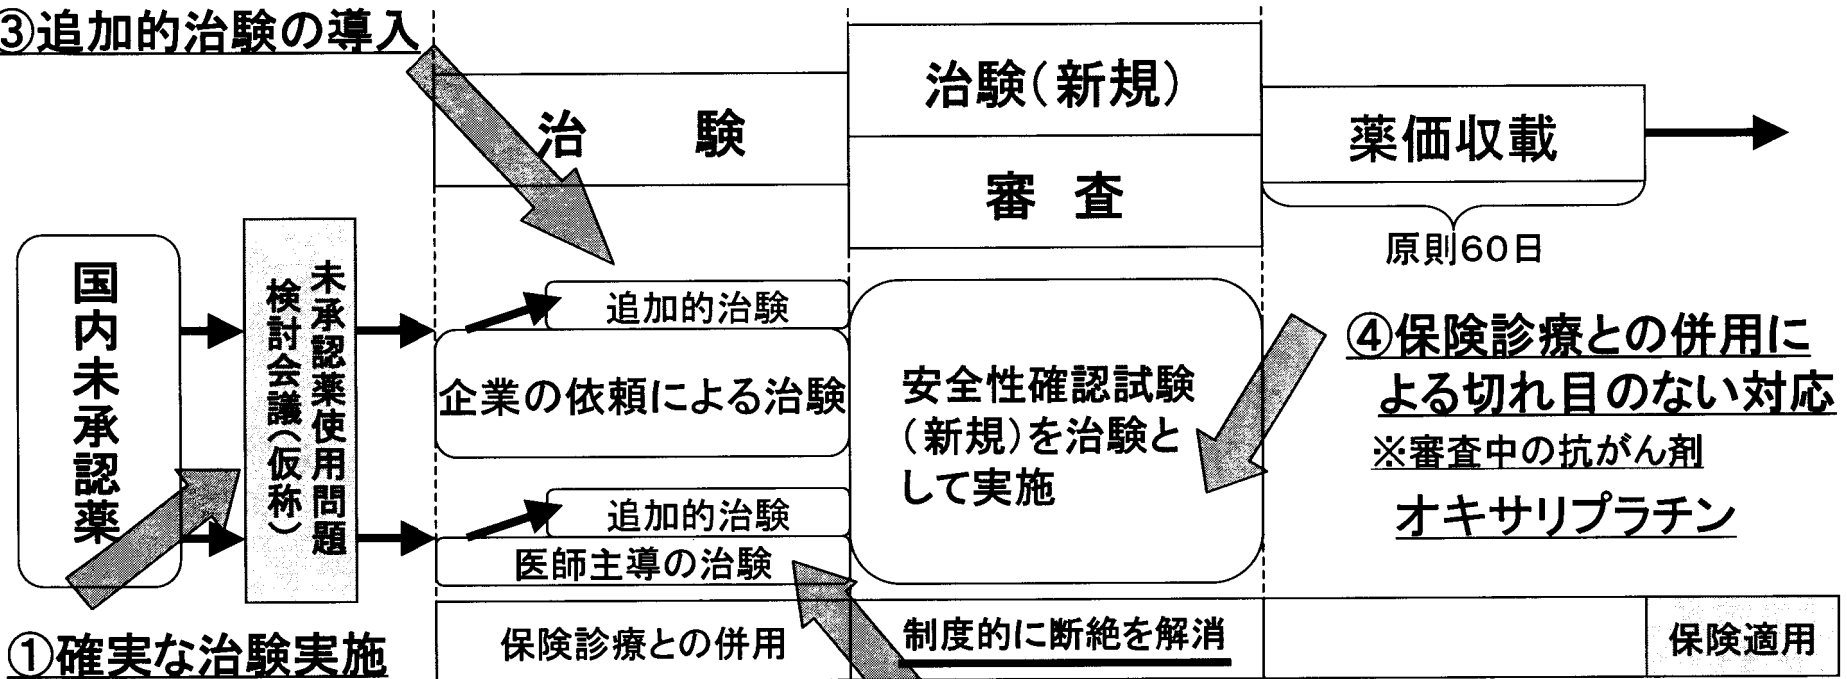 ③追加的治験の導入
治験
治験(新規)
審査
薬価収載
原則60日
国内未承認薬
未承認薬使用問題
検討会議(仮称)
追加的治験
企業の依頼による治験
追加的治験
医師主導の治験
安全性確認試験
(新規)を治験と
して実施
④保険診療との併用に
よる切れ目のない対応
※審査中の抗がん剤
オキサリプラチン
①確実な治験実施
保険診療との併用
制度的に断絶を解消
保険適用